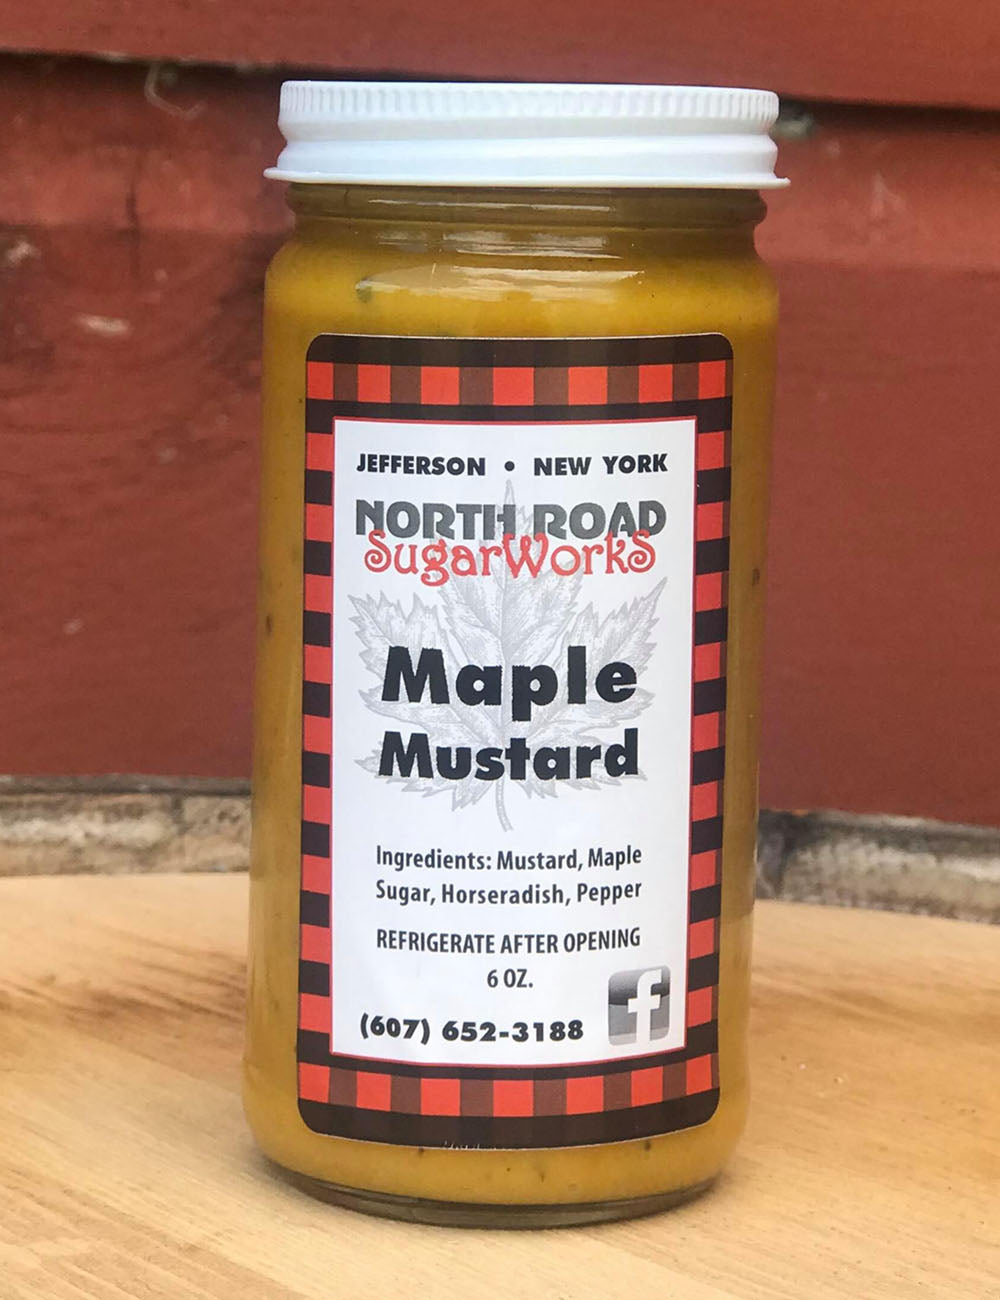 JEFFERSON • NEW YORK
NORTH ROAD
SugarWorkS
Maple
Mustard
Ingredients: Mustard, Maple
Sugar, Horseradish, Pepper
REFRIGERATE AFTER OPENING
6 OZ.
(607) 652-3188
f